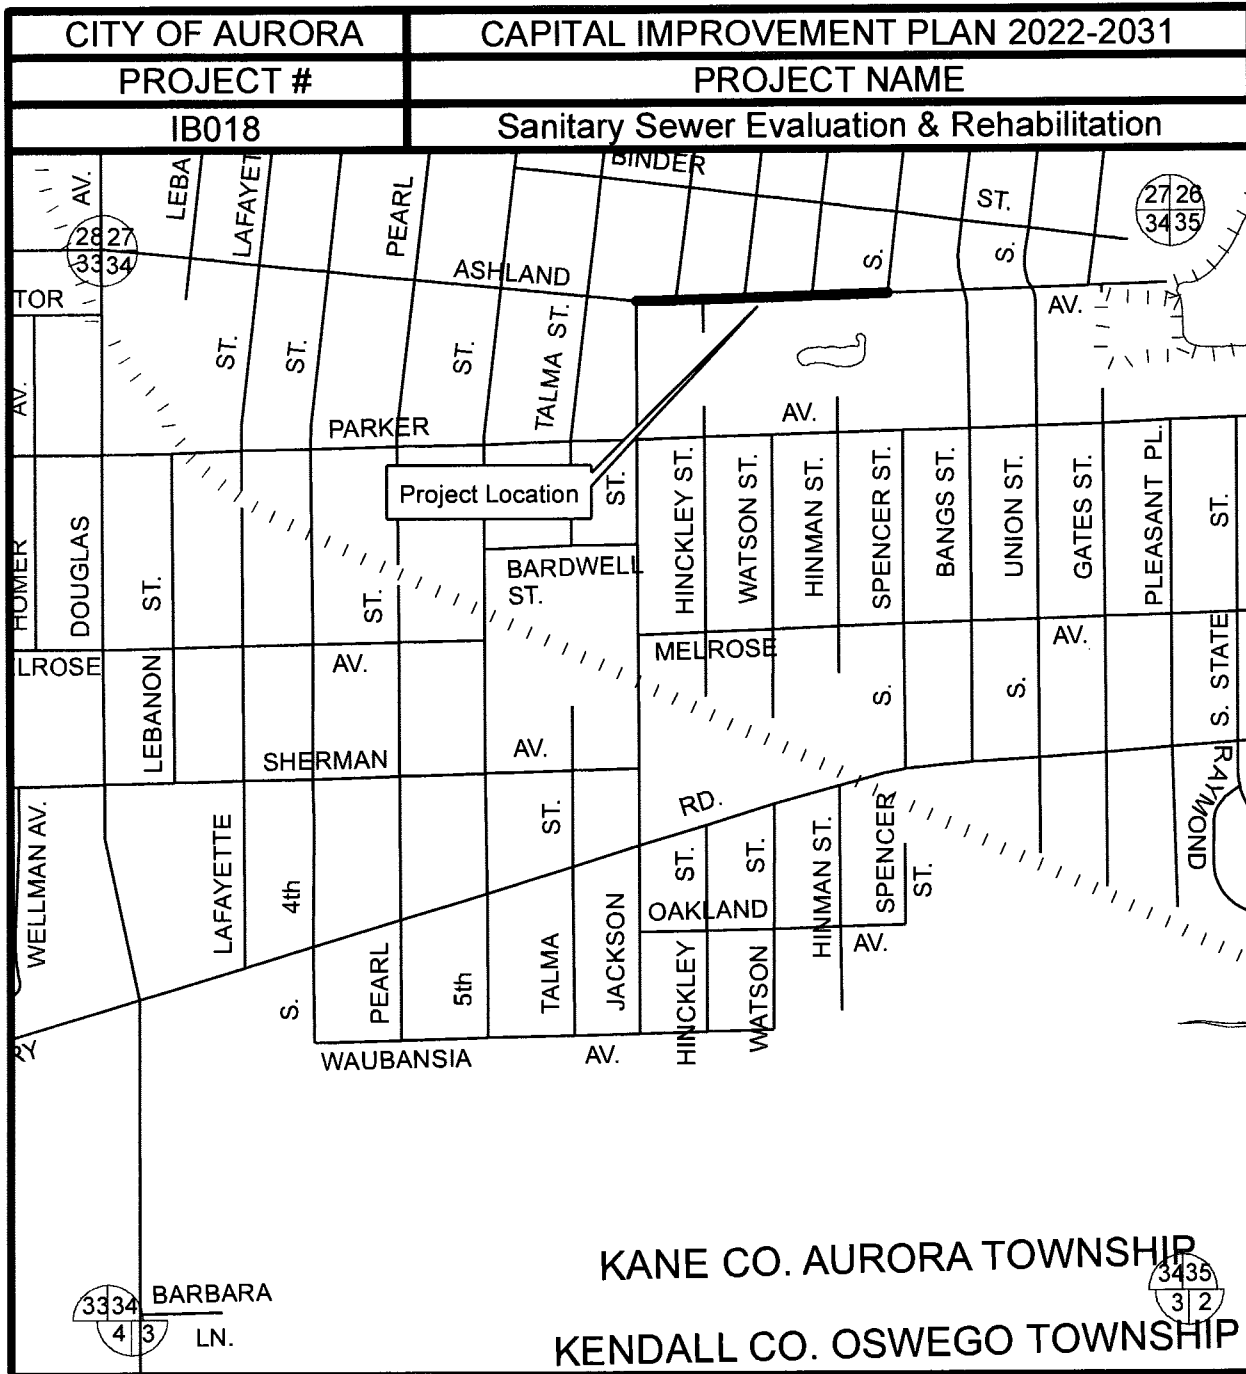 CITY OF AURORA
CAPITAL IMPROVEMENT PLAN 2022-2031
PROJECT #
PROJECT NAME
IB018
Sanitary Sewer Evaluation & Rehabilitation
AV.
LEBA
LAFAYET
PEARL
BINDER
ST.
27 26
34 35
28 27
33 34
ASHLAND
S.
S.
TOR
AV.
ST.
ST.
ST.
TALMA ST.
AV.
PARKER
AV.
Project Location
ST.
HINCKLEY ST.
WATSON ST.
HINMAN ST.
SPENCER ST.
BANGS ST.
UNION ST.
GATES ST.
PLEASANT PL.
ST.
HOMER
DOUGLAS
ST.
ST.
BARDWELL
ST.
LROSE
AV.
MELROSE
AV.
LEBANON
S.
S.
S. STATE
SHERMAN
AV.
RAYMOND
WELLMAN AV.
LAFAYETTE
4th
ST.
RD.
ST.
ST.
HINMAN ST.
SPENCER
ST.
OAKLAND
AV.
S.
PEARL
5th
TALMA
JACKSON
HINCKLEY
WATSON
RY
WAUBANSIA
AV.
KANE CO. AURORA TOWNSHIP
34 35
3 2
33 34
4 3
BARBARA
LN.
KENDALL CO. OSWEGO TOWNSHIP